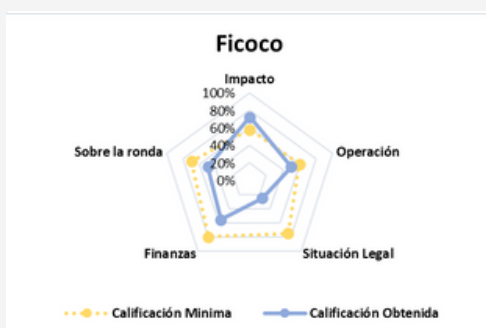 Ficoco
Impacto
100%
80%
60%
40%
20%
0%
Sobre la ronda
Operación
Finanzas
Situación Legal
Calificación Minima
Calificación Obtenida